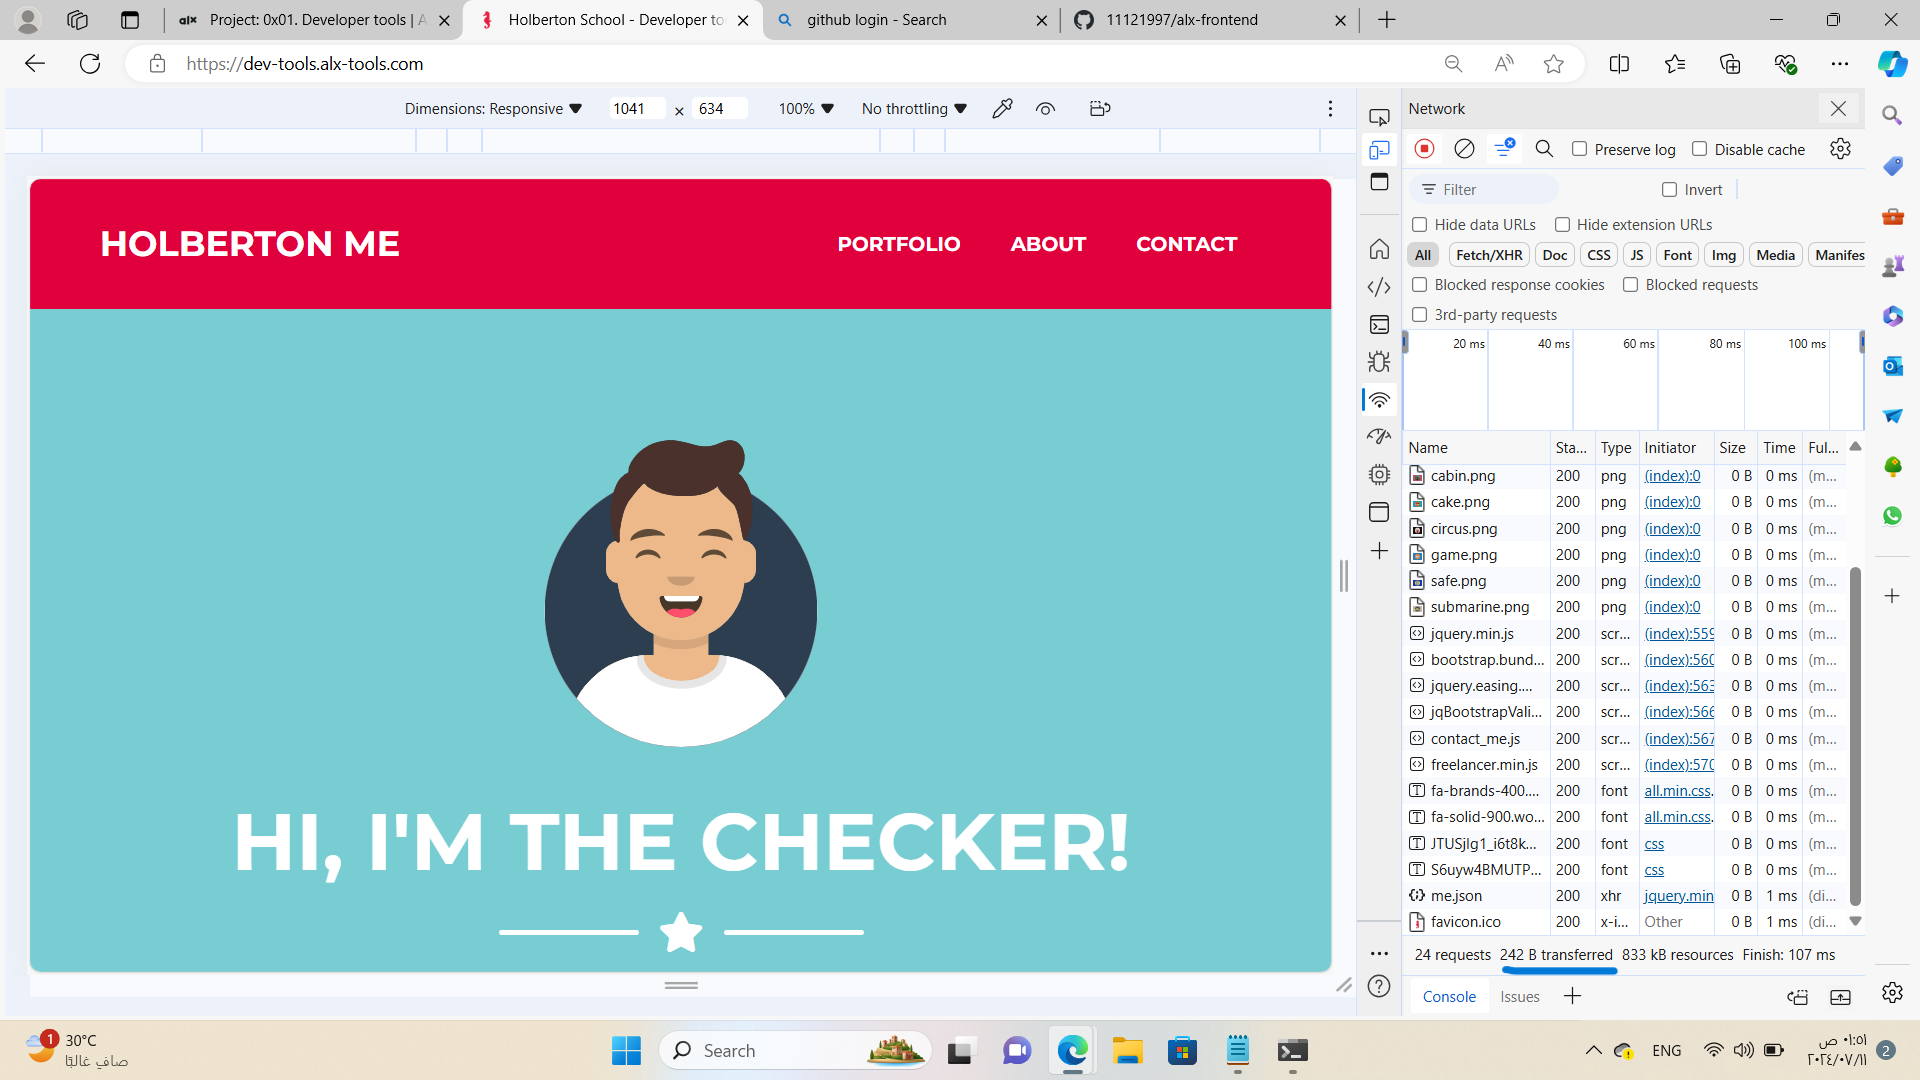 alx Project: 0x01. Developer tools | A
Holberton School - Developer to
github login - Search
11121997/alx-frontend
https://dev-tools.alx-tools.com
Dimensions: Responsive 1041 × 634 100% No throttling
Network
Preserve log Disable cache
Filter Invert
Hide data URLs Hide extension URLs
All Fetch/XHR Doc CSS JS Font Img Media Manifes
Blocked response cookies Blocked requests
3rd-party requests
20 ms 40 ms 60 ms 80 ms 100 ms
HOLBERTON ME PORTFOLIO ABOUT CONTACT
HI, I'M THE CHECKER!
Name Sta... Type Initiator Size Time Ful...
cabin.png 200 png (index):0 0 B 0 ms (m...
cake.png 200 png (index):0 0 B 0 ms (m...
circus.png 200 png (index):0 0 B 0 ms (m...
game.png 200 png (index):0 0 B 0 ms (m...
safe.png 200 png (index):0 0 B 0 ms (m...
submarine.png 200 png (index):0 0 B 0 ms (m...
jquery.min.js 200 scr... (index):559 0 B 0 ms (m...
bootstrap.bund... 200 scr... (index):560 0 B 0 ms (m...
jquery.easing.... 200 scr... (index):563 0 B 0 ms (m...
jqBootstrapVali... 200 scr... (index):566 0 B 0 ms (m...
contact_me.js 200 scr... (index):567 0 B 0 ms (m...
freelancer.min.js 200 scr... (index):570 0 B 0 ms (m...
fa-brands-400.... 200 font all.min.css. 0 B 0 ms (m...
fa-solid-900.wo... 200 font all.min.css. 0 B 0 ms (m...
JTUSjIg1_i6t8k... 200 font css 0 B 0 ms (m...
S6uyw4BMUTP... 200 font css 0 B 0 ms (m...
me.json 200 xhr jquery.min 0 B 1 ms (di...
favicon.ico 200 x-i... Other 0 B 1 ms (di...
24 requests 242 B transferred 833 kB resources Finish: 107 ms
Console Issues
1
30°C
صافٍ غالبًا
Search
ENG
٠١:٥١ ص
٢٠٢٤/٠٧/١١
2